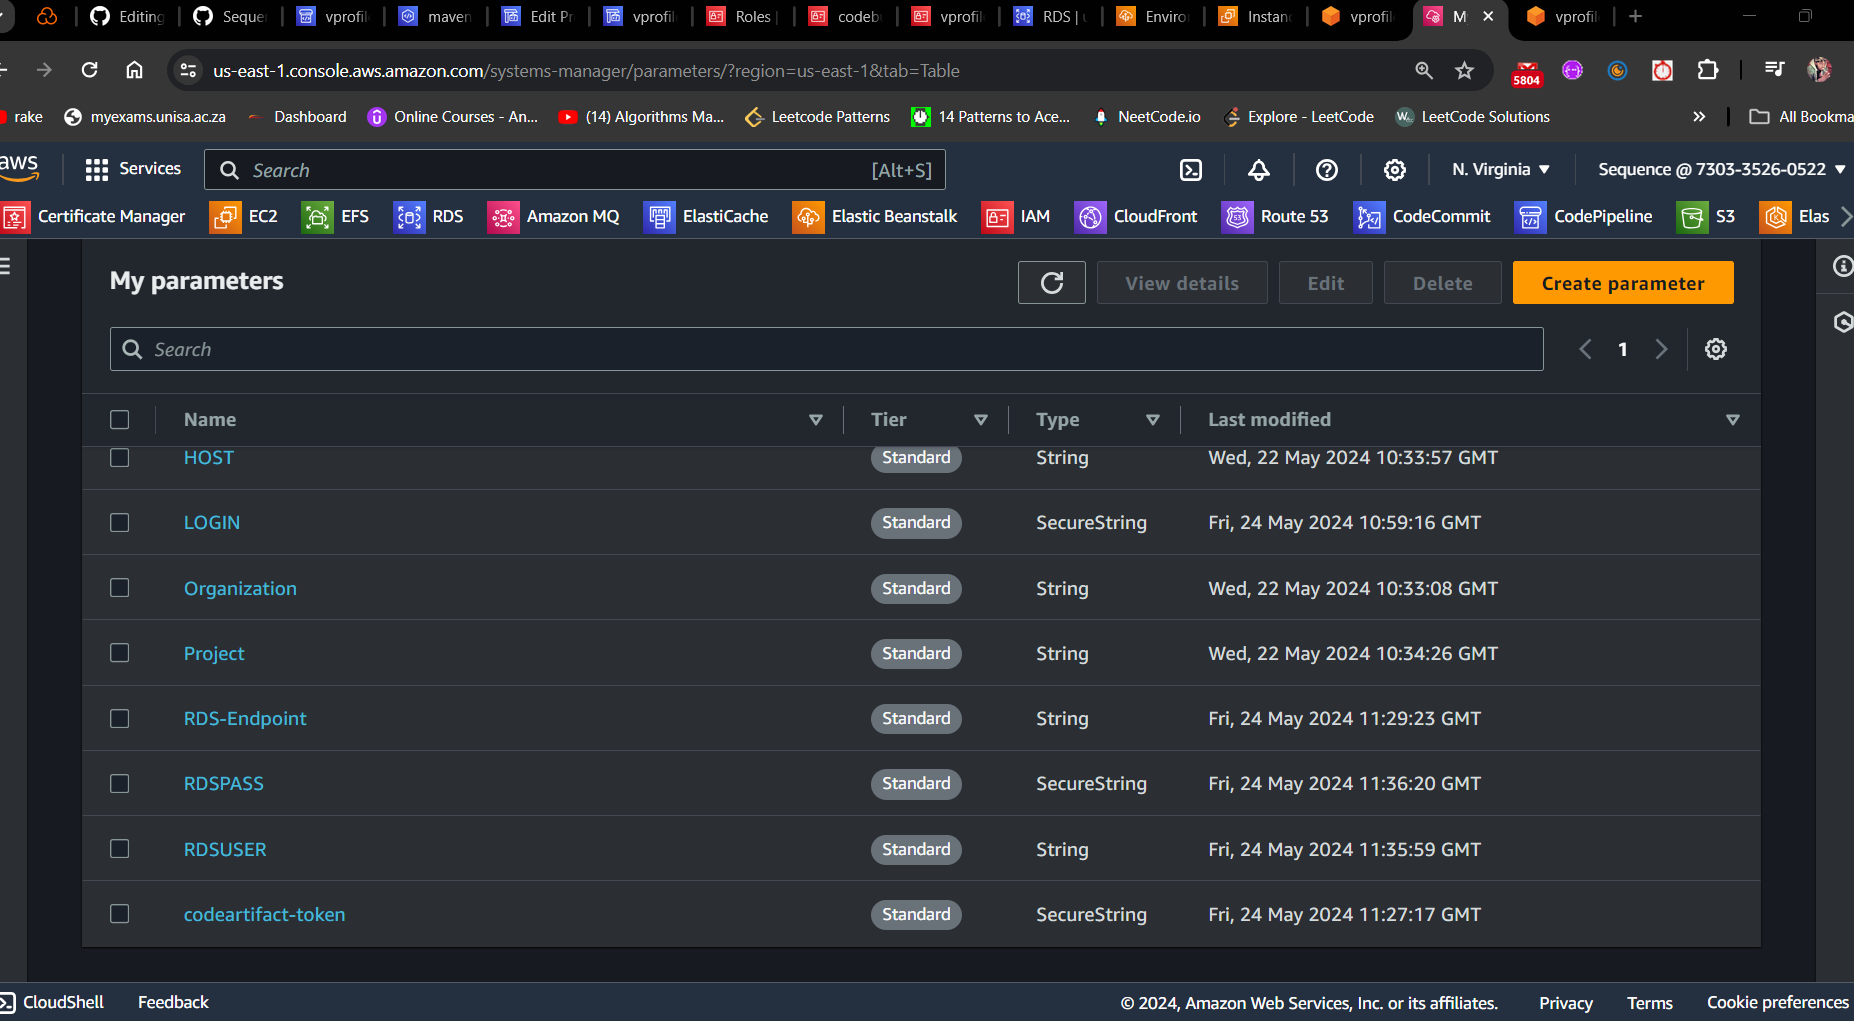 Editing Seque vprofil maven Edit Pr vprofil Roles | codeb vprofil RDS | u Enviro Instanc vprofil M vprofil
us-east-1.console.aws.amazon.com/systems-manager/parameters/?region=us-east-1&tab=Table 5804
rake myexams.unisa.ac.za Dashboard Online Courses - An... (14) Algorithms Ma... Leetcode Patterns 14 Patterns to Ace... NeetCode.io Explore - LeetCode LeetCode Solutions » All Bookma
aws Services Search [Alt+S] N. Virginia Sequence @ 7303-3526-0522
Certificate Manager EC2 EFS RDS Amazon MQ ElastiCache Elastic Beanstalk IAM CloudFront Route 53 CodeCommit CodePipeline S3 Elas
My parameters View details Edit Delete Create parameter
Search 1
Name Tier Type Last modified
HOST Standard String Wed, 22 May 2024 10:33:57 GMT
LOGIN Standard SecureString Fri, 24 May 2024 10:59:16 GMT
Organization Standard String Wed, 22 May 2024 10:33:08 GMT
Project Standard String Wed, 22 May 2024 10:34:26 GMT
RDS-Endpoint Standard String Fri, 24 May 2024 11:29:23 GMT
RDSPASS Standard SecureString Fri, 24 May 2024 11:36:20 GMT
RDSUSER Standard String Fri, 24 May 2024 11:35:59 GMT
codeartifact-token Standard SecureString Fri, 24 May 2024 11:27:17 GMT
CloudShell Feedback © 2024, Amazon Web Services, Inc. or its affiliates. Privacy Terms Cookie preferences